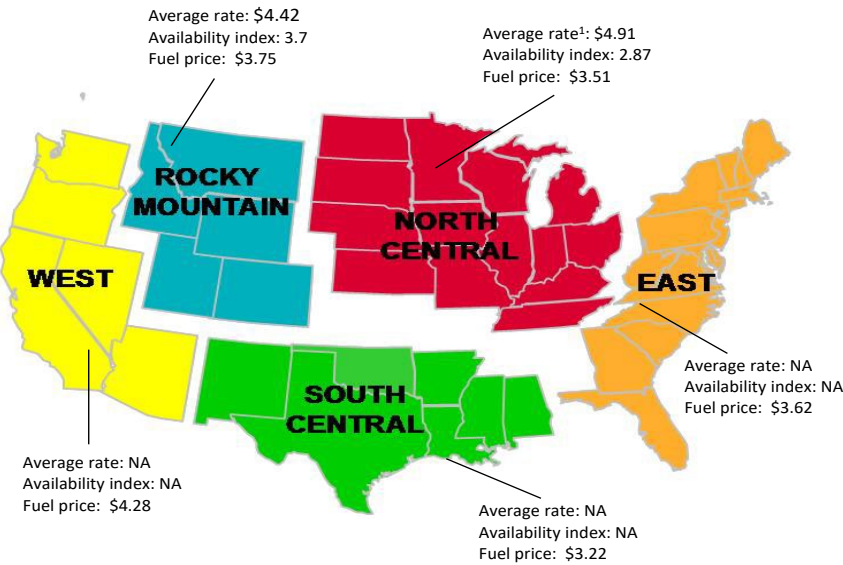 Average rate: $4.42
Availability index: 3.7
Fuel price: $3.75
Average rate¹: $4.91
Availability index: 2.87
Fuel price: $3.51
ROCKY
MOUNTAIN
NORTH
CENTRAL
WEST
EAST
SOUTH
CENTRAL
Average rate: NA
Availability index: NA
Fuel price: $3.62
Average rate: NA
Availability index: NA
Fuel price: $4.28
Average rate: NA
Availability index: NA
Fuel price: $3.22